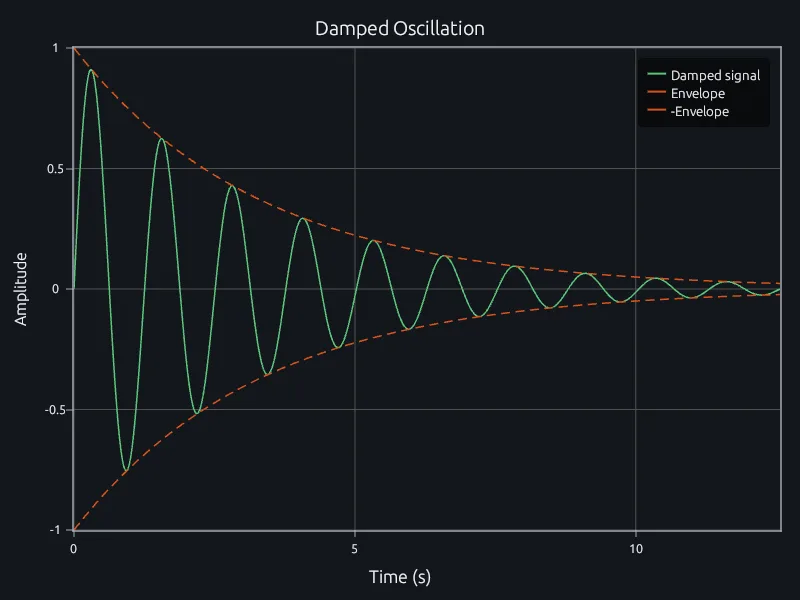 Damped Oscillation
Damped signal
Envelope
-Envelope
1
0.5
0
-0.5
-1
Amplitude
0
5
10
Time (s)